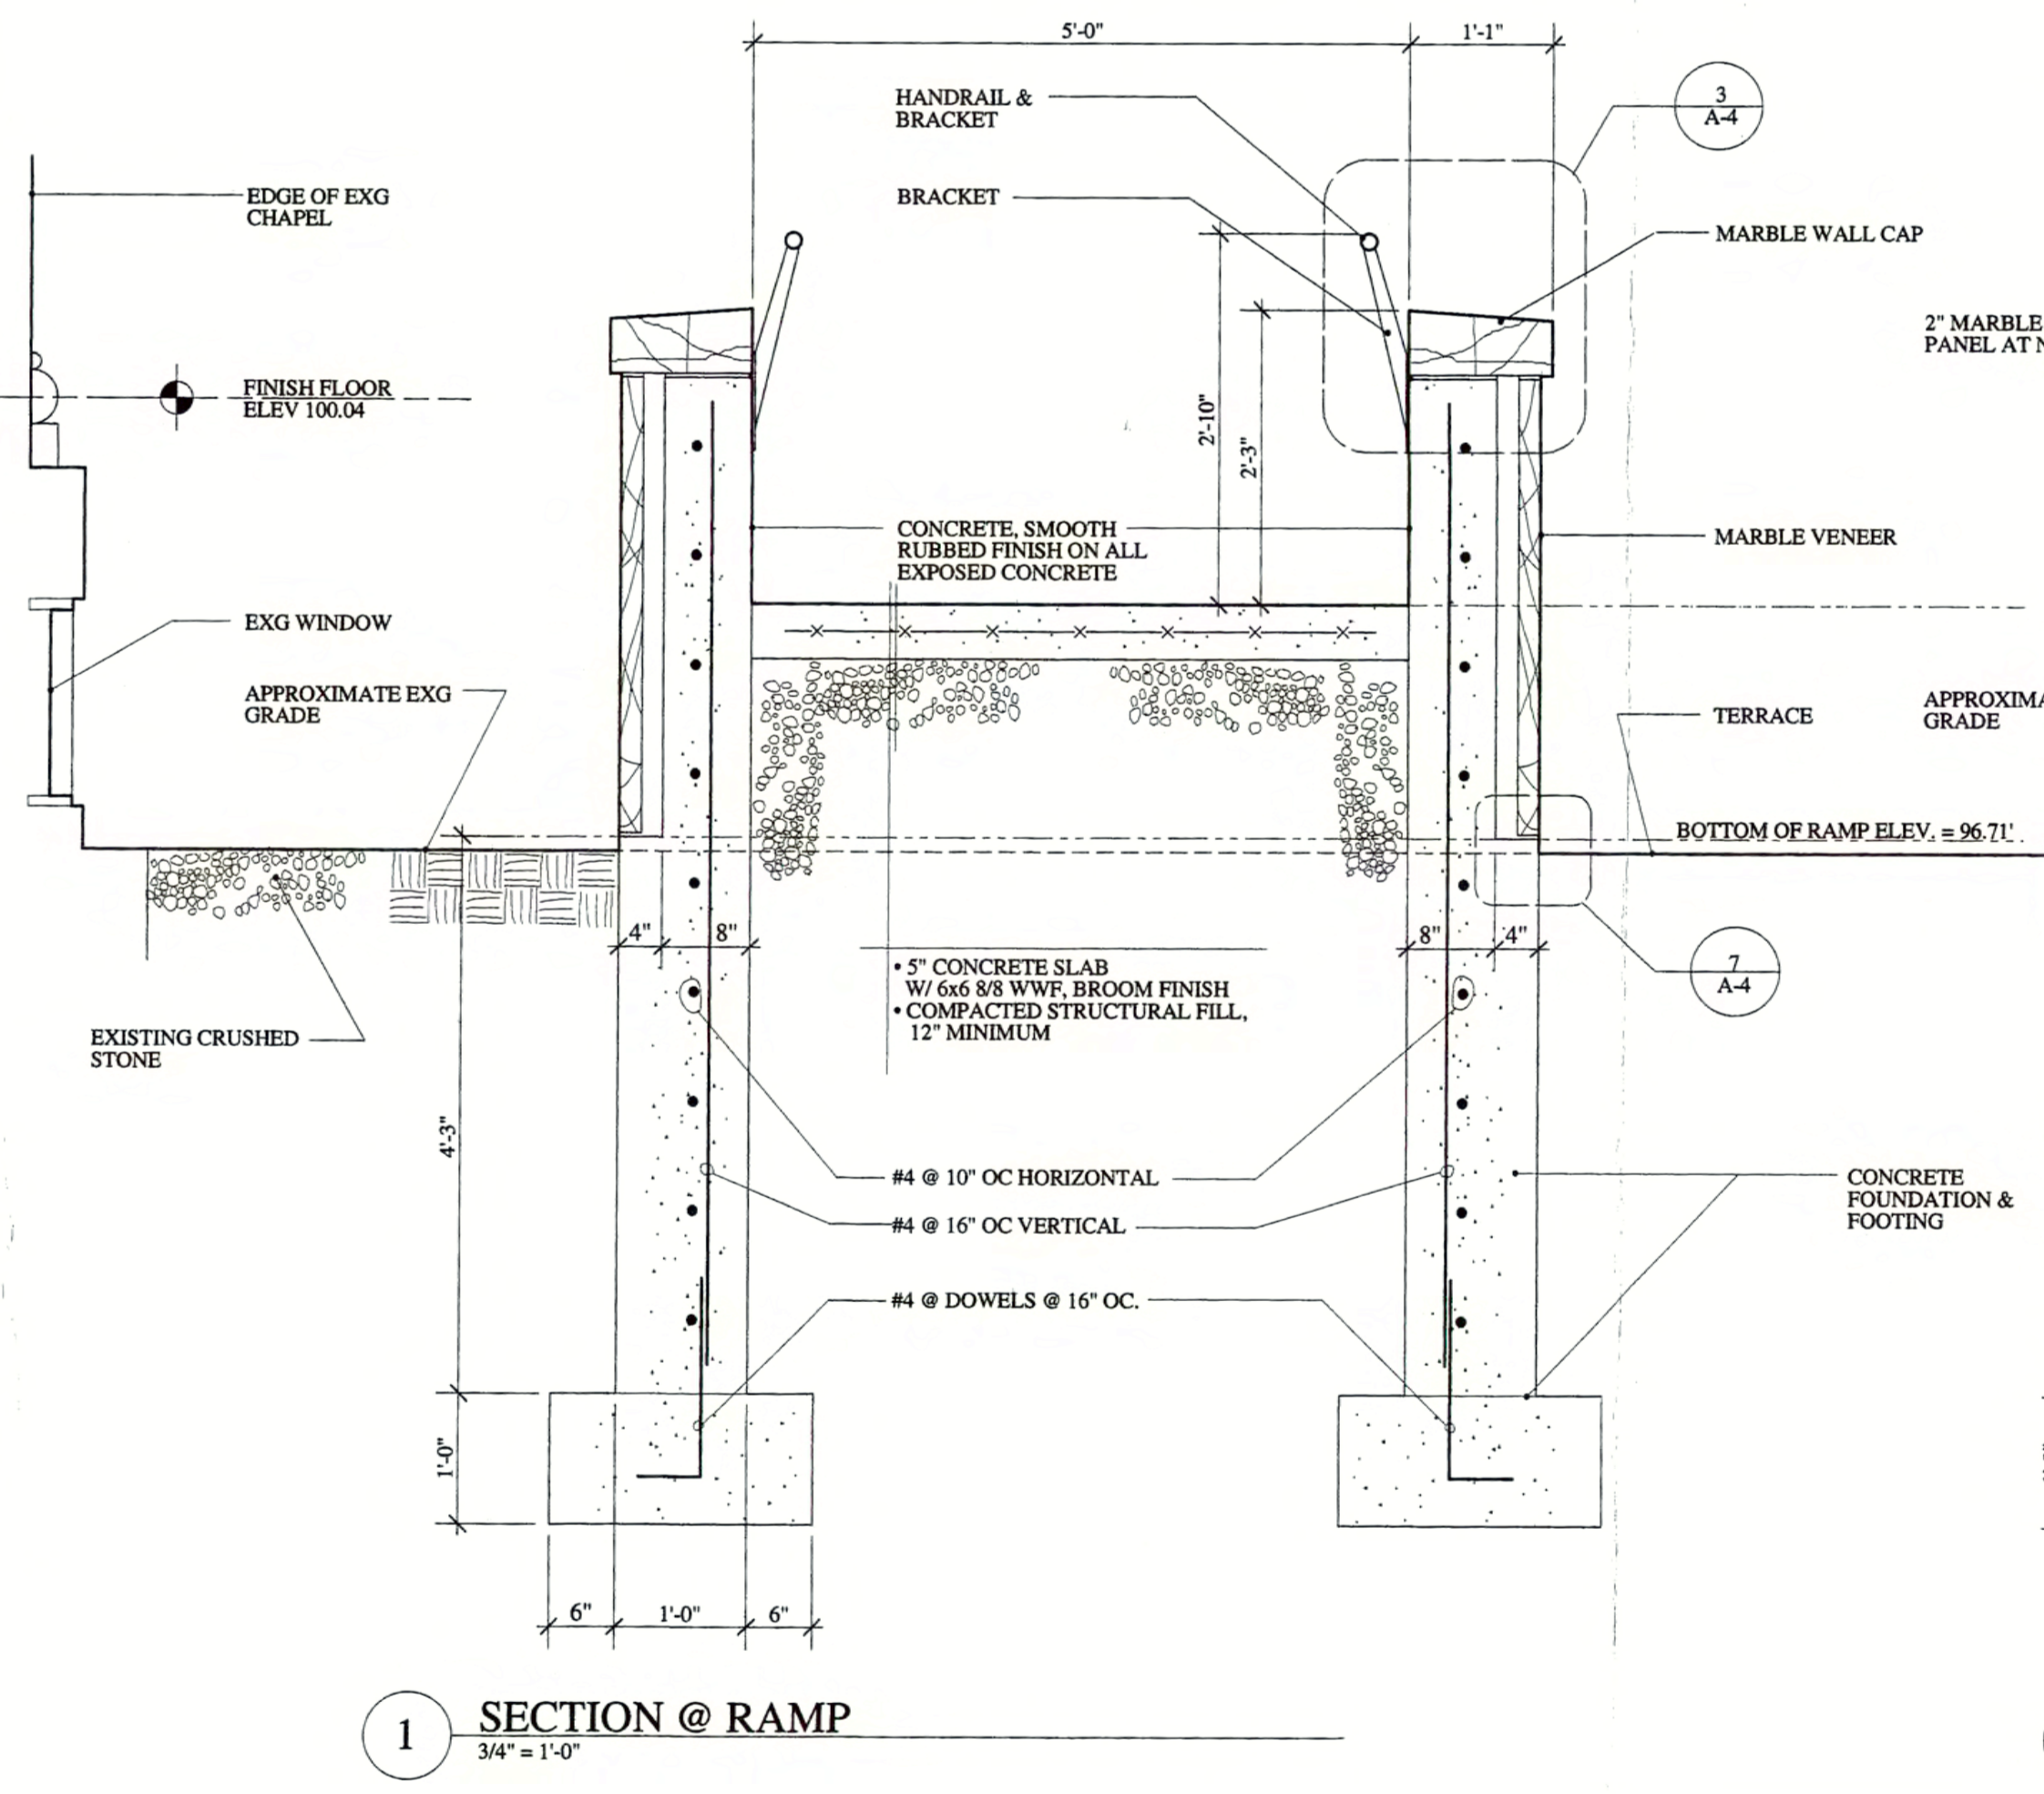 5'-0"
1'-1"
HANDRAIL &
BRACKET
3
A-4
EDGE OF EXG
CHAPEL
BRACKET
MARBLE WALL CAP
2" MARBLE
PANEL AT
FINISH FLOOR
ELEV 100.04
2'-10"
2'-3"
CONCRETE, SMOOTH
RUBBED FINISH ON ALL
EXPOSED CONCRETE
MARBLE VENEER
EXG WINDOW
APPROXIMATE EXG
GRADE
TERRACE
GRADE
BOTTOM OF RAMP ELEV. = 96.71'
4"
8"
8"
4"
• 5" CONCRETE SLAB
W/ 6x6 8/8 WWF, BROOM FINISH
• COMPACTED STRUCTURAL FILL,
12" MINIMUM
7
A-4
EXISTING CRUSHED
STONE
4'-3"
#4 @ 10" OC HORIZONTAL
#4 @ 16" OC VERTICAL
CONCRETE
FOUNDATION &
FOOTING
#4 @ DOWELS @ 16" OC.
1'-0"
6"
1'-0"
6"
1
SECTION @ RAMP
3/4" = 1'-0"